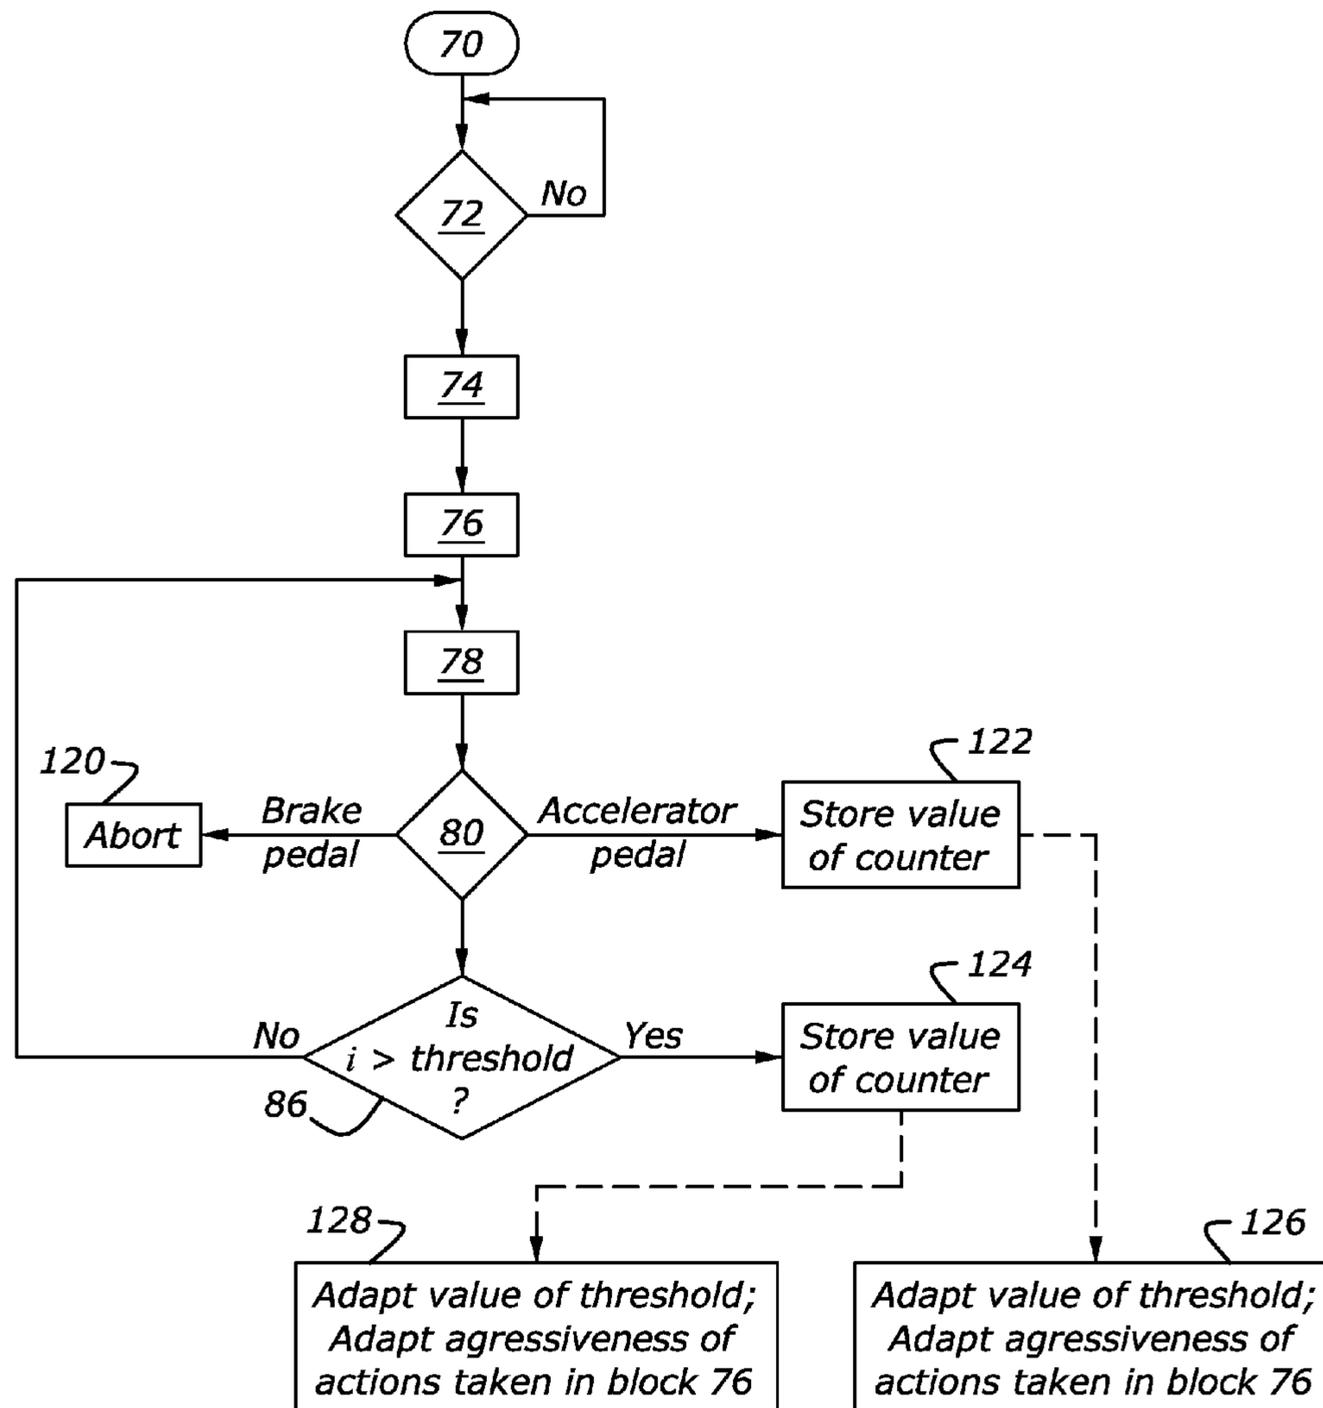 70
No
72
74
76
78
120
Abort
Brake
pedal
80
Accelerator
pedal
122
Store value
of counter
No
Is
i > threshold
?
86
Yes
124
Store value
of counter
128
Adapt value of threshold;
Adapt agressiveness of
actions taken in block 76
126
Adapt value of threshold;
Adapt agressiveness of
actions taken in block 76